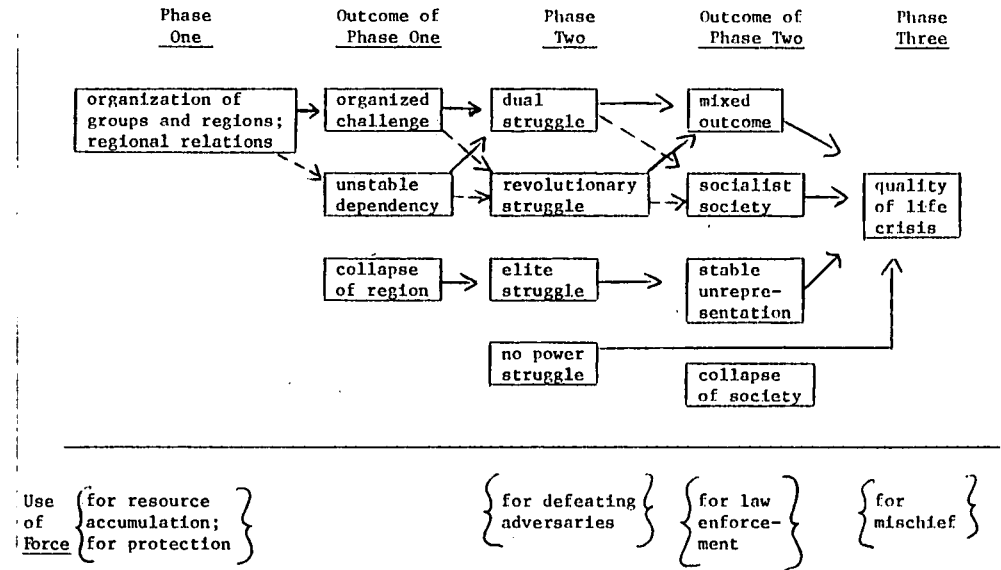 Phase
One
Outcome of
Phase One
Phase
Two
Outcome of
Phase Two
Phase
Three
organization of
groups and regions;
regional relations
organized
challenge
dual
struggle
mixed
outcome
unstable
dependency
revolutionary
struggle
socialist
society
quality
of life
crisis
collapse
of region
elite
struggle
stable
unrepre-
sentation
no power
struggle
collapse
of society
Use
of
Force
for resource
accumulation;
for protection
for defeating
adversaries
for law
enforce-
ment
for
mischief